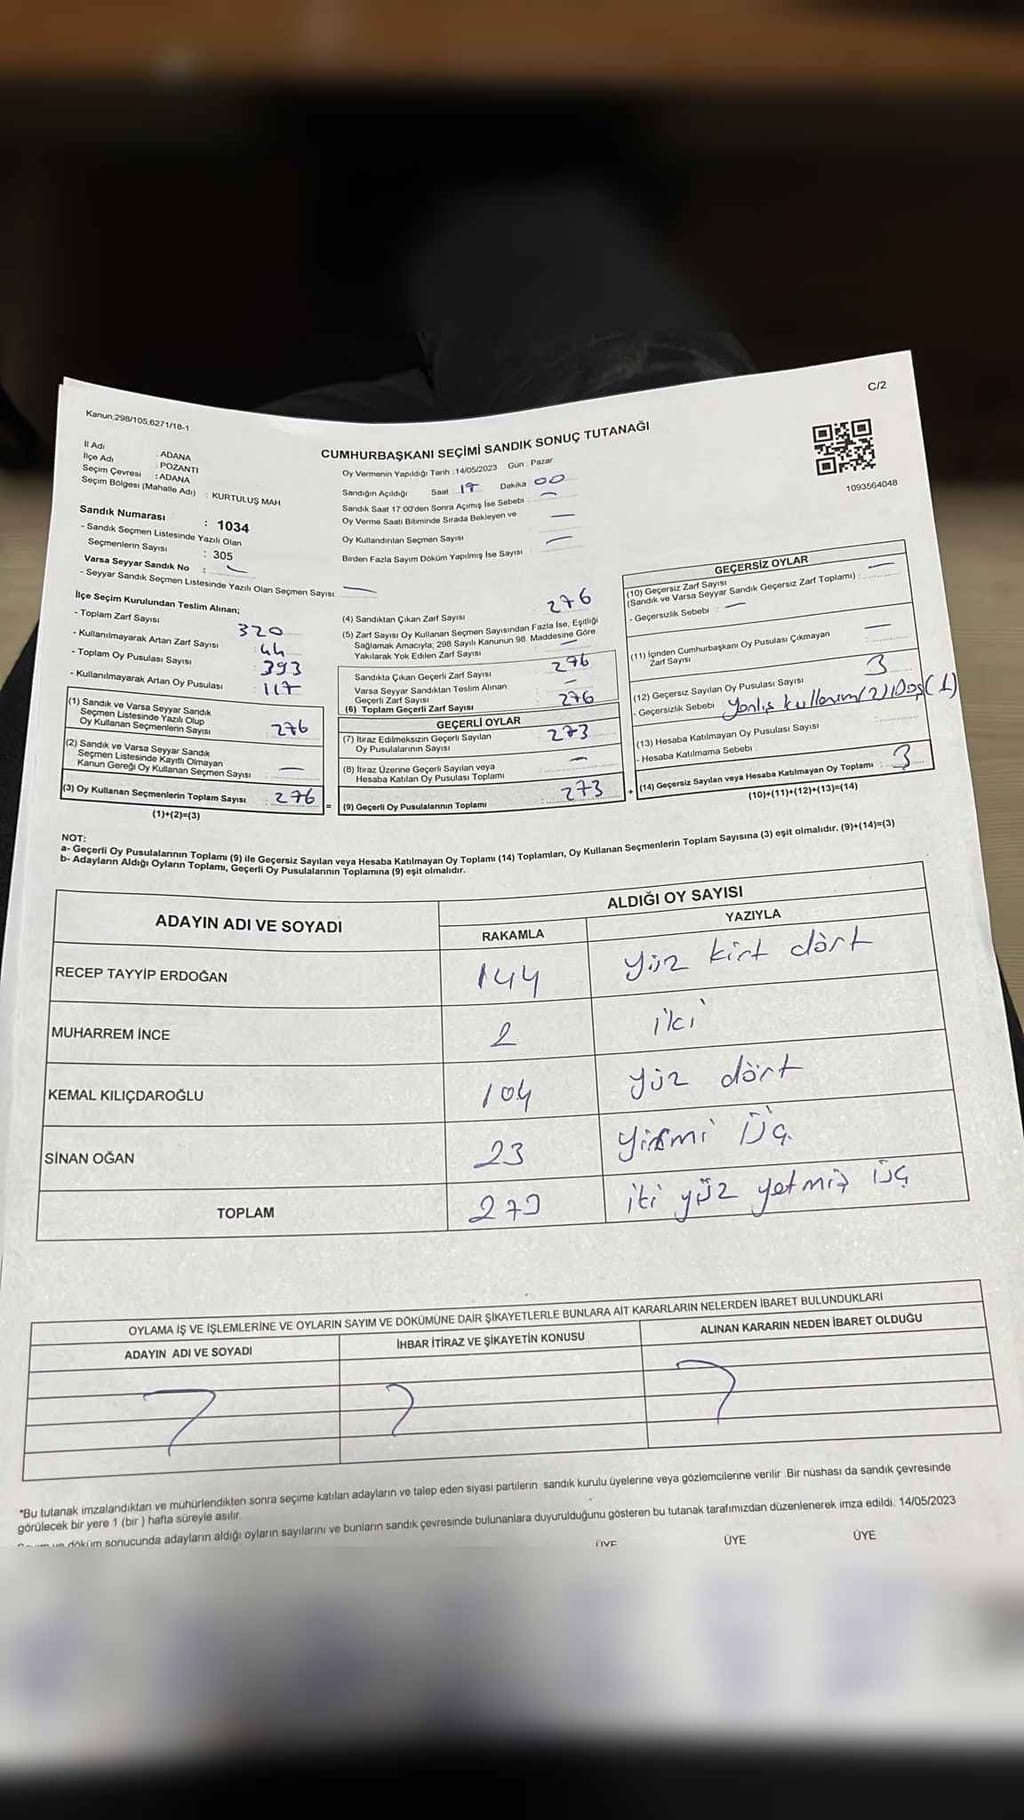 C/2
Kanun:298/105,6271/18-1
CUMHURBAŞKANI SEÇİMİ SANDIK SONUÇ TUTANAĞI
İl Adı : ADANA
İlçe Adı : POZANTI
Seçim Çevresi : ADANA
Seçim Bölgesi (Mahalle Adı) : KURTULUŞ MAH
Sandık Numarası : 1034
- Sandık Seçmen Listesinde Yazılı Olan
Seçmenlerin Sayısı : 305
Varsa Seyyar Sandık No : —
- Seyyar Sandık Seçmen Listesinde Yazılı Olan Seçmen Sayısı: —
Oy Vermenin Yapıldığı Tarih : 14/05/2023 Gün : Pazar
Sandığın Açıldığı Saat 17 Dakika 00
Sandık Saat 17:00'den Sonra Açımış İse Sebebi —
Oy Verme Saati Bitiminde Sırada Bekleyen ve
Oy Kullandırılan Seçmen Sayısı —
Birden Fazla Sayım Döküm Yapılmış İse Sayısı —
1093564048
İlçe Seçim Kurulundan Teslim Alınan;
- Toplam Zarf Sayısı 320
- Kullanılmayarak Artan Zarf Sayısı : 44
- Toplam Oy Pusulası Sayısı : 393
- Kullanılmayarak Artan Oy Pusulası : 117
(1) Sandık ve Varsa Seyyar Sandık
Seçmen Listesinde Yazılı Olup
Oy Kullanan Seçmenlerin Sayısı : 276
(2) Sandık ve Varsa Seyyar Sandık
Seçmen Listesinde Kayıtlı Olmayan
Kanun Gereği Oy Kullanan Seçmen Sayısı : —
(3) Oy Kullanan Seçmenlerin Toplam Sayısı : 276
(1)+(2)=(3)
(4) Sandıktan Çıkan Zarf Sayısı : 276
(5) Zarf Sayısı Oy Kullanan Seçmen Sayısından Fazla İse, Eşitliği
Sağlamak Amacıyla; 298 Sayılı Kanunun 98. Maddesine Göre
Yakılarak Yok Edilen Zarf Sayısı —
Sandıkta Çıkan Geçerli Zarf Sayısı 276
Varsa Seyyar Sandıktan Teslim Alınan
Geçerli Zarf Sayısı —
(6) Toplam Geçerli Zarf Sayısı 276
GEÇERLİ OYLAR
(7) İtiraz Edilmeksizin Geçerli Sayılan
Oy Pusulalarının Sayısı : 273
(8) İtiraz Üzerine Geçerli Sayılan veya
Hesaba Katılan Oy Pusulası Toplamı : —
(9) Geçerli Oy Pusulalarının Toplamı : 273
GEÇERSİZ OYLAR
(10) Geçersiz Zarf Sayısı
(Sandık ve Varsa Seyyar Sandık Geçersiz Zarf Toplamı) : —
- Geçersizlik Sebebi : —
(11) İçinden Cumhurbaşkanı Oy Pusulası Çıkmayan
Zarf Sayısı : —
(12) Geçersiz Sayılan Oy Pusulası Sayısı : 3
- Geçersizlik Sebebi Yanlış kullanım(2) Boş(1)
(13) Hesaba Katılmayan Oy Pusulası Sayısı :
- Hesaba Katılmama Sebebi :
(14) Geçersiz Sayılan veya Hesaba Katılmayan Oy Toplamı : 3
(10)+(11)+(12)+(13)=(14)
NOT:
a- Geçerli Oy Pusulalarının Toplamı (9) ile Geçersiz Sayılan veya Hesaba Katılmayan Oy Toplamı (14) Toplamları, Oy Kullanan Seçmenlerin Toplam Sayısına (3) eşit olmalıdır. (9)+(14)=(3)
b- Adayların Aldığı Oyların Toplamı, Geçerli Oy Pusulalarının Toplamına (9) eşit olmalıdır.
ADAYIN ADI VE SOYADI ALDIĞI OY SAYISI
RAKAMLA YAZIYLA
RECEP TAYYİP ERDOĞAN 144 yüz kırk dört
MUHARREM İNCE 2 iki
KEMAL KILIÇDAROĞLU 104 yüz dört
SİNAN OĞAN 23 yirmi üç
TOPLAM 273 iki yüz yetmiş üç
OYLAMA İŞ VE İŞLEMLERİNE VE OYLARIN SAYIM VE DÖKÜMÜNE DAİR ŞİKAYETLERLE BUNLARA AİT KARARLARIN NELERDEN İBARET BULUNDUKLARI
ADAYIN ADI VE SOYADI İHBAR İTİRAZ VE ŞİKAYETİN KONUSU ALINAN KARARIN NEDEN İBARET OLDUĞU
*Bu tutanak imzalandıktan ve mühürlendikten sonra seçime katılan adayların ve talep eden siyasi partilerin sandık kurulu üyelerine veya gözlemcilerine verilir. Bir nüshası da sandık çevresinde
görülecek bir yere 1 (bir) hafta süreyle asılır.
döküm sonucunda adayların aldığı oyların sayılarını ve bunların sandık çevresinde bulunanlara duyurulduğunu gösteren bu tutanak tarafımızdan düzenlenerek imza edildi. 14/05/2023
ÜYE ÜYE ÜYE